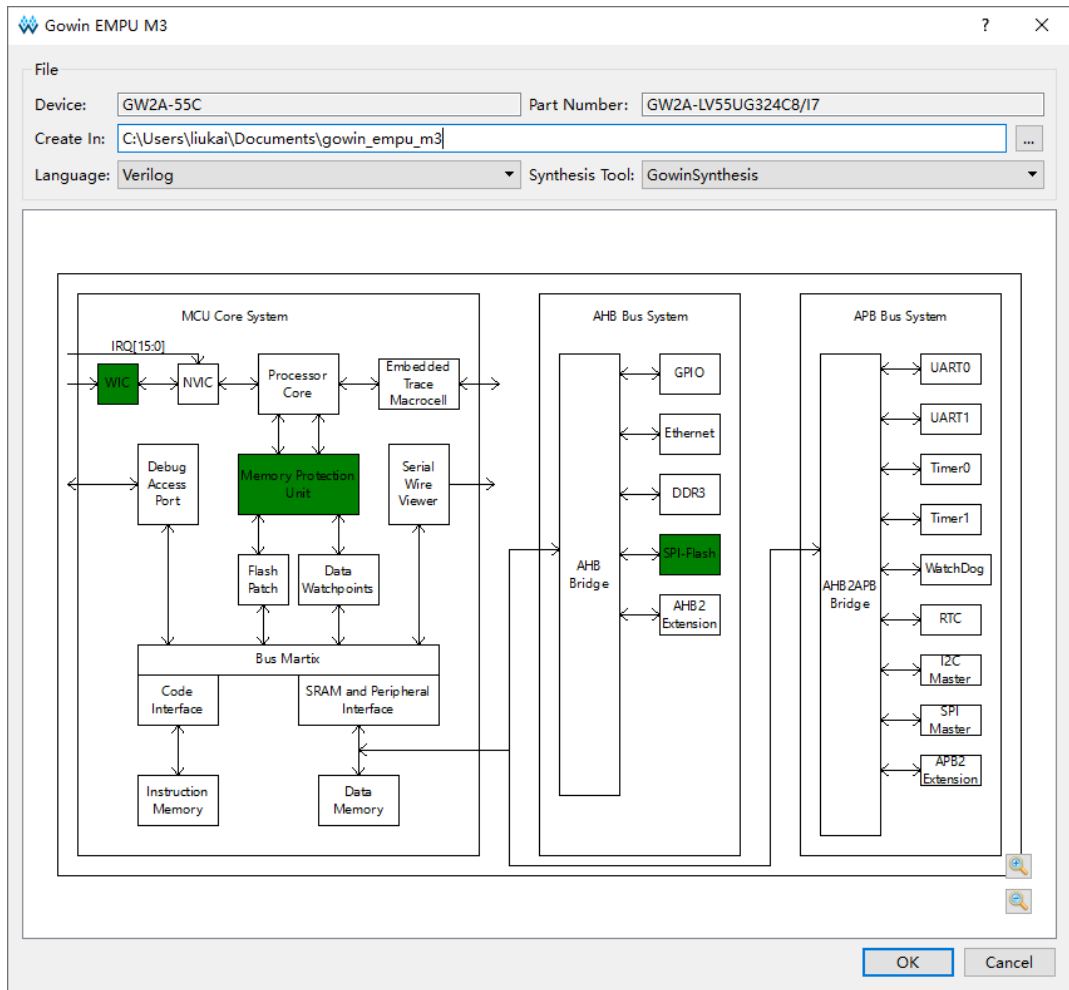 Gowin EMPU M3
?
File
Device:
GW2A-55C
Part Number:
GW2A-LV55UG324C8/I7
Create In:
C:\Users\liukai\Documents\gowin_empu_m3
...
Language:
Verilog
Synthesis Tool:
GowinSynthesis
MCU Core System
IRQ[15:0]
WIC
NVIC
Processor
Core
Embedded
Trace
Macrocell
Debug
Access
Port
Memory Protection
Unit
Serial
Wire
Viewer
Flash
Patch
Data
Watchpoints
Bus Martix
Code
Interface
SRAM and Peripheral
Interface
Instruction
Memory
Data
Memory
AHB Bus System
AHB
Bridge
GPIO
Ethernet
DDR3
SPI-Flash
AHB2
Extension
APB Bus System
AHB2APB
Bridge
UART0
UART1
Timer0
Timer1
WatchDog
RTC
I2C
Master
SPI
Master
APB2
Extension
OK
Cancel